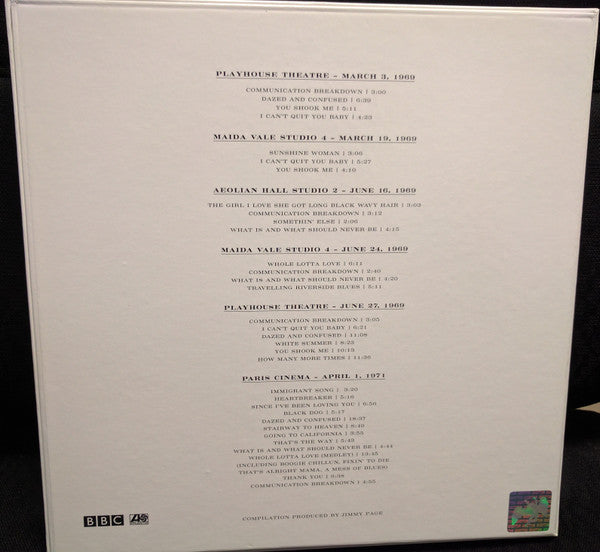 PLAYHOUSE THEATRE - MARCH 3, 1969
COMMUNICATION BREAKDOWN | 3:00
DAZED AND CONFUSED | 6:39
YOU SHOOK ME | 5:11
I CAN'T QUIT YOU BABY | 4:23
MAIDA VALE STUDIO 4 - MARCH 19, 1969
SUNSHINE WOMAN | 3:06
I CAN'T QUIT YOU BABY | 5:27
YOU SHOOK ME | 4:10
AEOLIAN HALL STUDIO 2 - JUNE 16, 1969
THE GIRL I LOVE SHE GOT LONG BLACK WAVY HAIR | 3:03
COMMUNICATION BREAKDOWN | 3:12
SOMETHIN' ELSE | 2:06
WHAT IS AND WHAT SHOULD NEVER BE | 4:15
MAIDA VALE STUDIO 4 - JUNE 24, 1969
WHOLE LOTTA LOVE | 6:11
COMMUNICATION BREAKDOWN | 2:40
WHAT IS AND WHAT SHOULD NEVER BE | 4:20
TRAVELLING RIVERSIDE BLUES | 5:11
PLAYHOUSE THEATRE - JUNE 27, 1969
COMMUNICATION BREAKDOWN | 3:05
I CAN'T QUIT YOU BABY | 6:21
DAZED AND CONFUSED | 11:08
WHITE SUMMER | 8:23
YOU SHOOK ME | 10:13
HOW MANY MORE TIMES | 11:36
PARIS CINEMA - APRIL 1, 1971
IMMIGRANT SONG | 3:20
HEARTBREAKER | 5:16
SINCE I'VE BEEN LOVING YOU | 6:56
BLACK DOG | 5:17
DAZED AND CONFUSED | 18:37
STAIRWAY TO HEAVEN | 8:49
GOING TO CALIFORNIA | 3:53
THAT'S THE WAY | 5:43
WHAT IS AND WHAT SHOULD NEVER BE | 4:44
WHOLE LOTTA LOVE (MEDLEY) | 13:45
(INCLUDING BOOGIE CHILLUN, FIXIN' TO DIE
THAT'S ALRIGHT MAMA, A MESS OF BLUES)
THANK YOU | 6:38
COMMUNICATION BREAKDOWN | 4:55
BBC
COMPILATION PRODUCED BY JIMMY PAGE